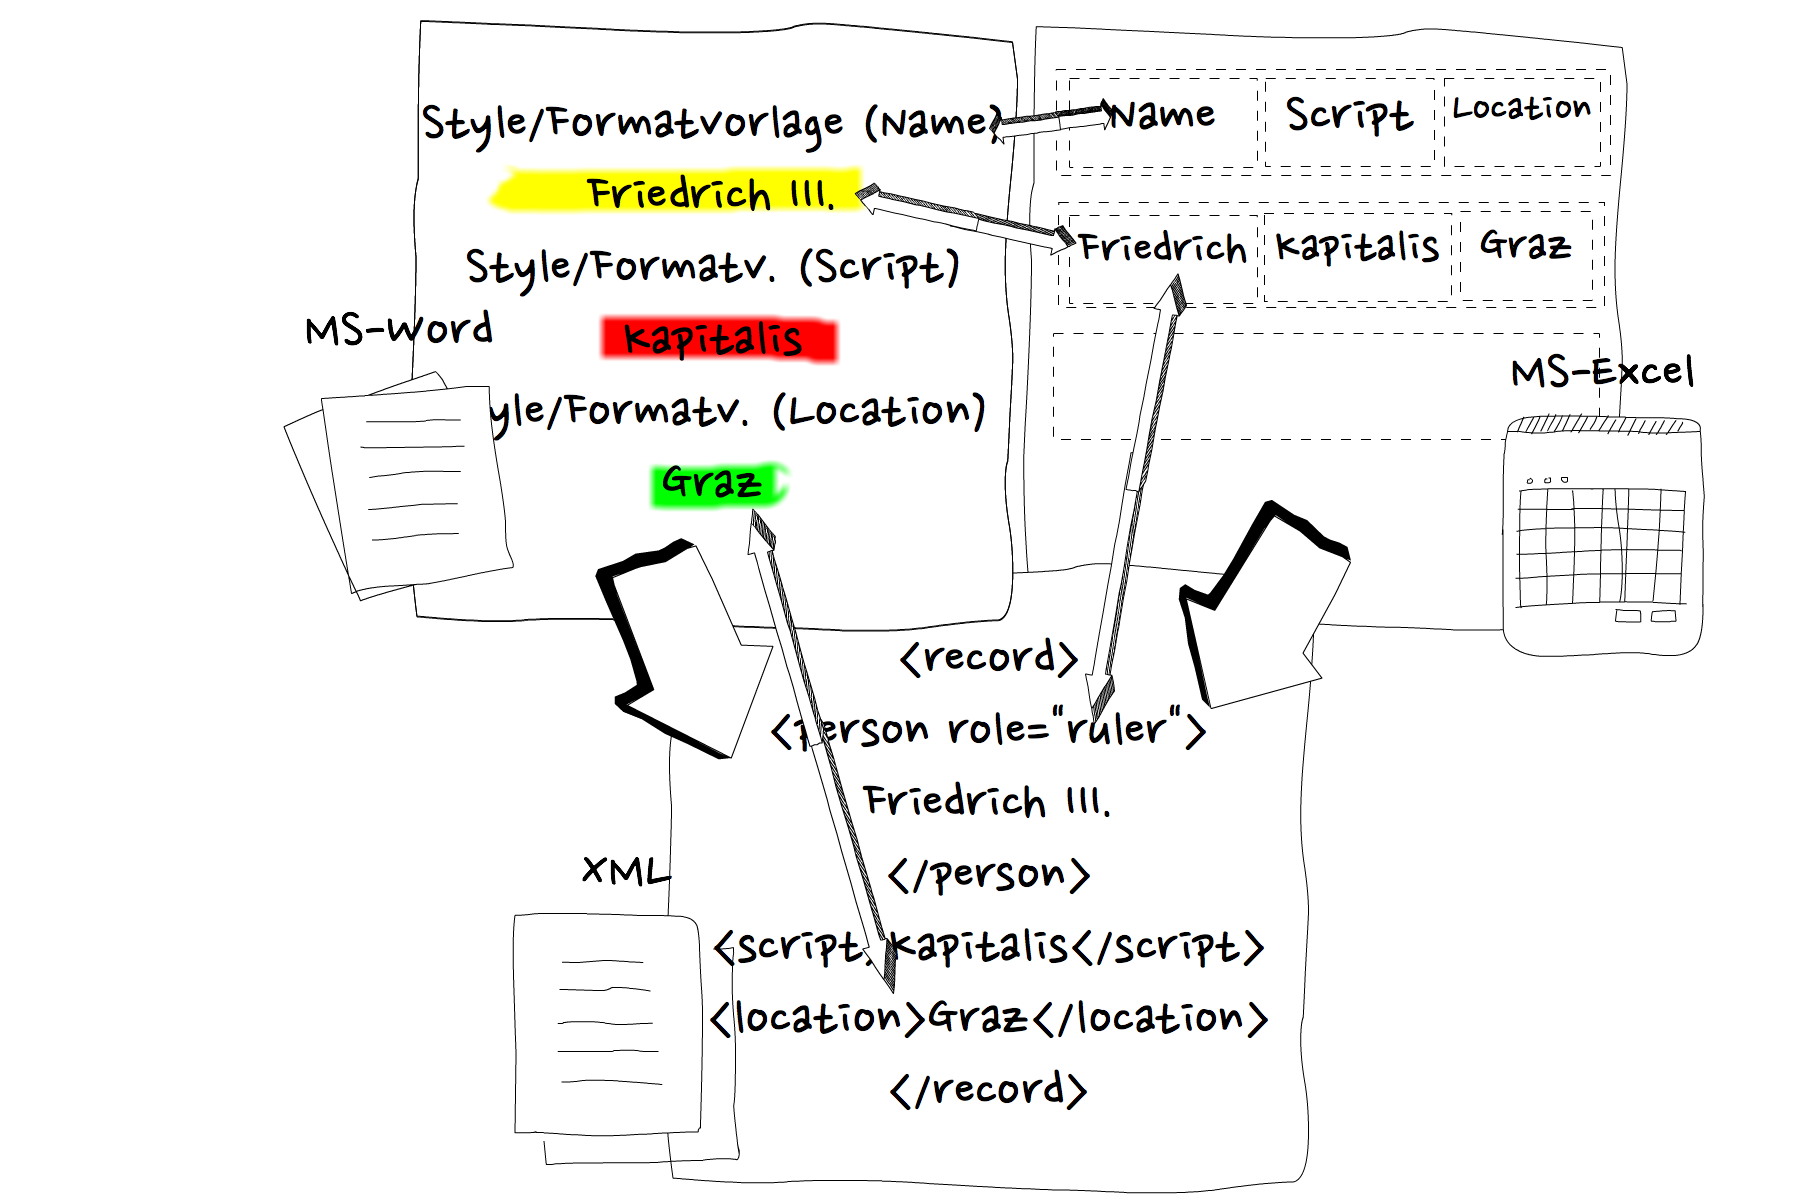 Style/Formatvorlage (Name)
Friedrich III.
Style/Formatv. (Script)
Kapitalis
yle/Formatv. (Location)
Graz
MS-Word
Name Script Location
Friedrich Kapitalis Graz
MS-Excel
<record>
<person role="ruler">
Friedrich III.
</person>
<script>Kapitalis</script>
<location>Graz</location>
</record>
XML